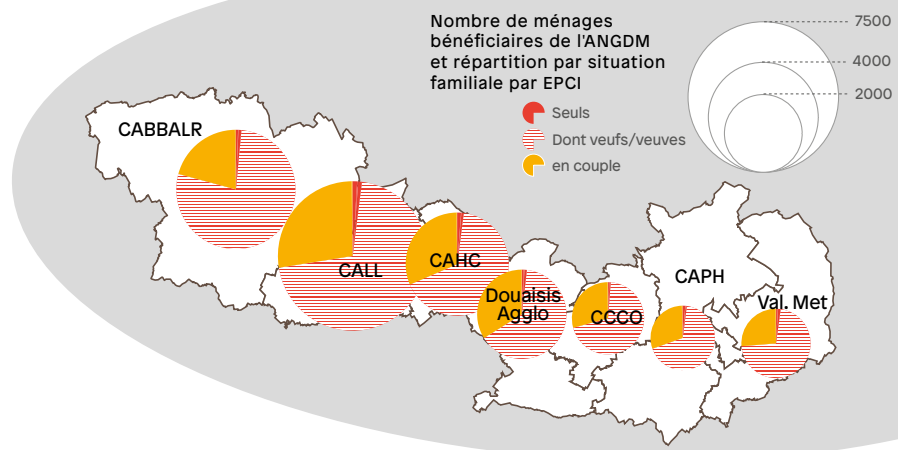 Nombre de ménages
bénéficiaires de l'ANGDM
et répartition par situation
familiale par EPCI
Seuls
Dont veufs/veuves
en couple
7500
4000
2000
CABBALR
CALL
CAHC
Douaisis
Agglo
CCCO
CAPH
Val. Met